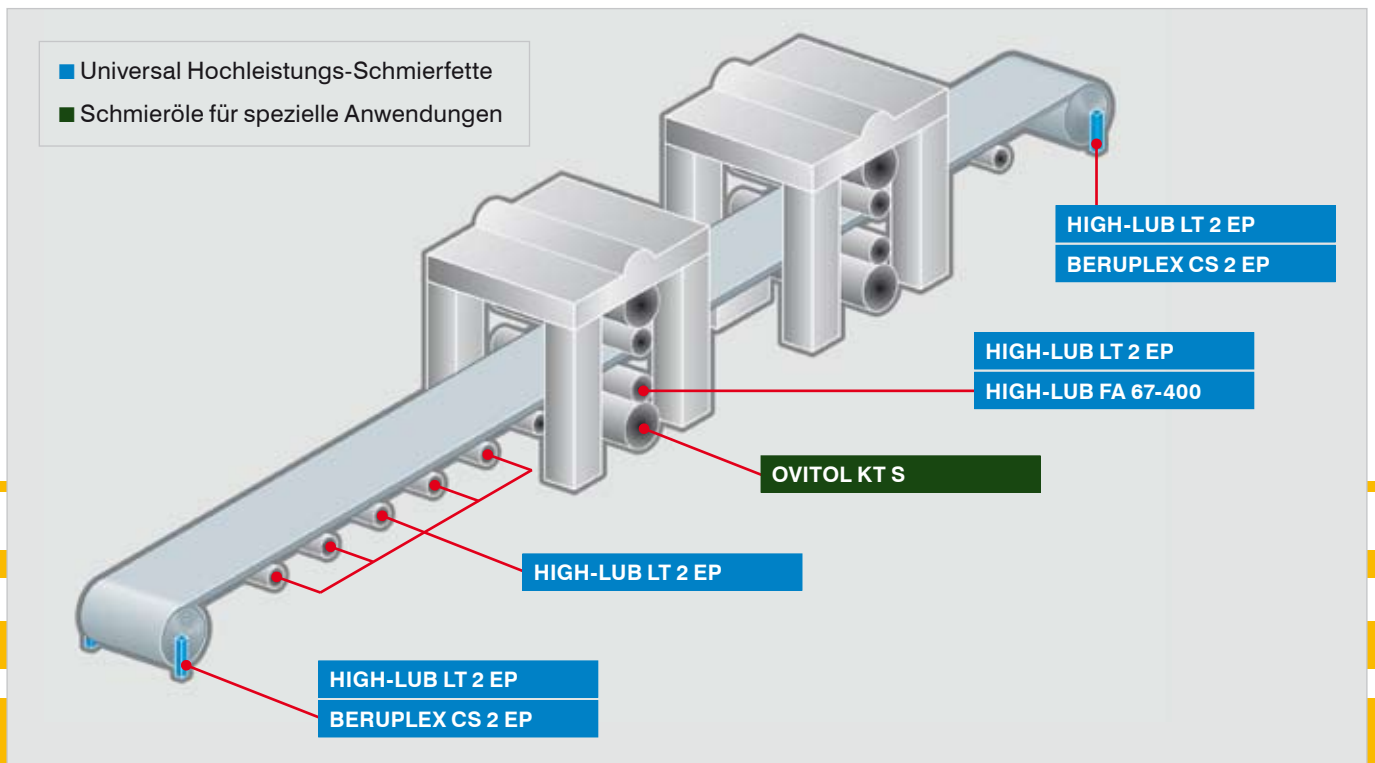 Universal Hochleistungs-Schmierfette
Schmieröle für spezielle Anwendungen
HIGH-LUB LT 2 EP
BERUPLEX CS 2 EP
HIGH-LUB LT 2 EP
HIGH-LUB FA 67-400
OVITOL KT S
HIGH-LUB LT 2 EP
HIGH-LUB LT 2 EP
BERUPLEX CS 2 EP